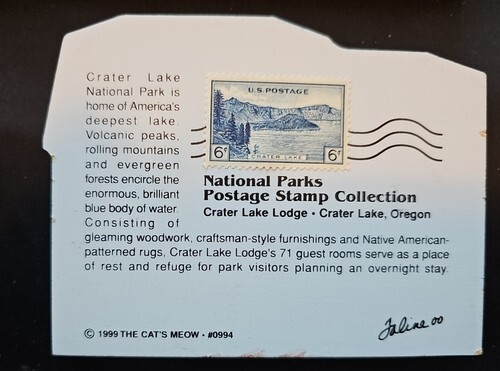 Crater Lake
National Park is
home of America's
deepest lake.
Volcanic peaks,
rolling mountains
and evergreen
forests encircle the
enormous, brilliant
blue body of water.
Consisting of
gleaming woodwork, craftsman-style furnishings and Native American-
patterned rugs, Crater Lake Lodge's 71 guest rooms serve as a place
of rest and refuge for park visitors planning an overnight stay.
U.S. POSTAGE
6¢ CRATER LAKE 6¢
National Parks
Postage Stamp Collection
Crater Lake Lodge • Crater Lake, Oregon
© 1999 THE CAT'S MEOW • #0994
Faline 00